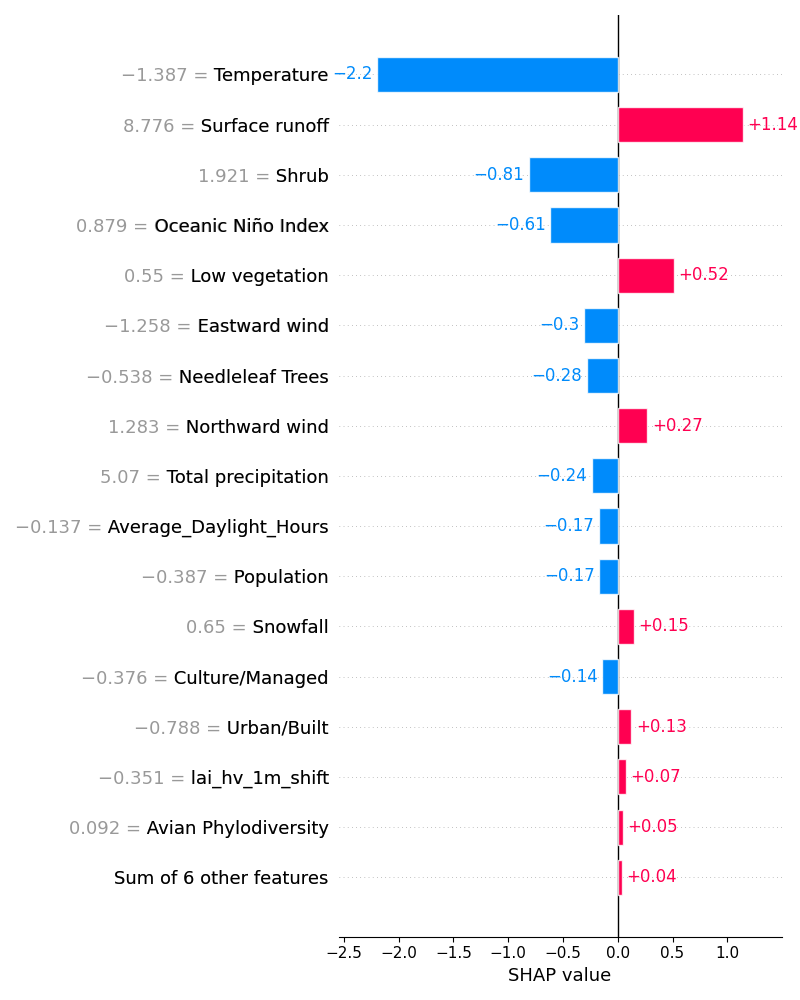 −1.387 = Temperature −2.2
8.776 = Surface runoff +1.14
1.921 = Shrub −0.81
0.879 = Oceanic Niño Index −0.61
0.55 = Low vegetation +0.52
−1.258 = Eastward wind −0.3
−0.538 = Needleleaf Trees −0.28
1.283 = Northward wind +0.27
5.07 = Total precipitation −0.24
−0.137 = Average_Daylight_Hours −0.17
−0.387 = Population −0.17
0.65 = Snowfall +0.15
−0.376 = Culture/Managed −0.14
−0.788 = Urban/Built +0.13
−0.351 = lai_hv_1m_shift +0.07
0.092 = Avian Phylodiversity +0.05
Sum of 6 other features +0.04
−2.5 −2.0 −1.5 −1.0 −0.5 0.0 0.5 1.0
SHAP value